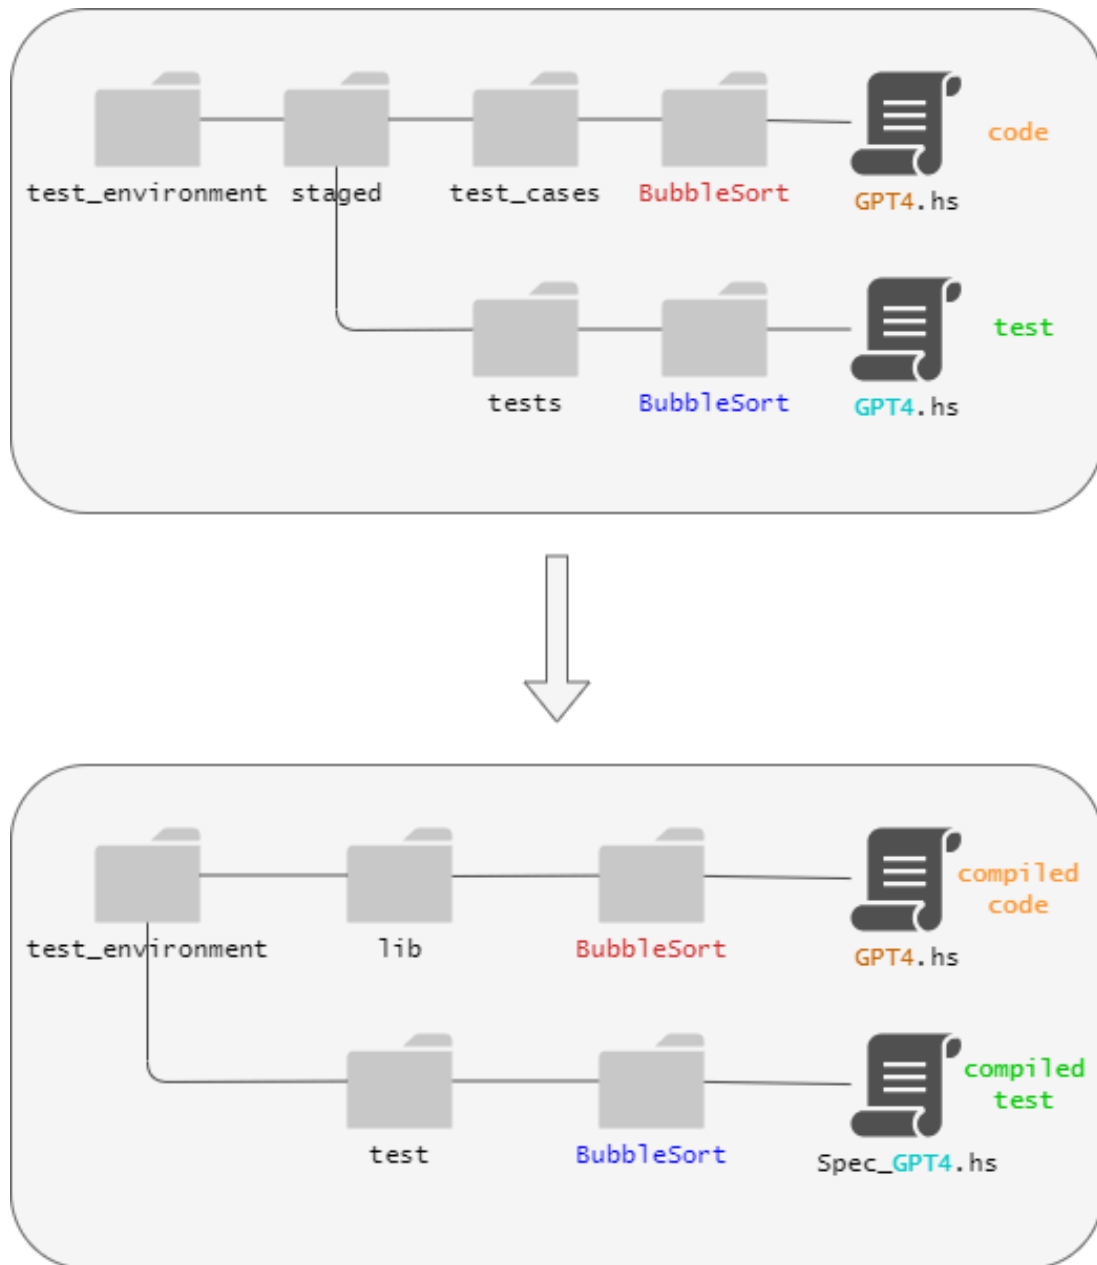 code
test_environment staged test_cases BubbleSort GPT4.hs
test
tests BubbleSort GPT4.hs
compiled
code
test_environment lib BubbleSort GPT4.hs
compiled
test
test BubbleSort Spec_GPT4.hs